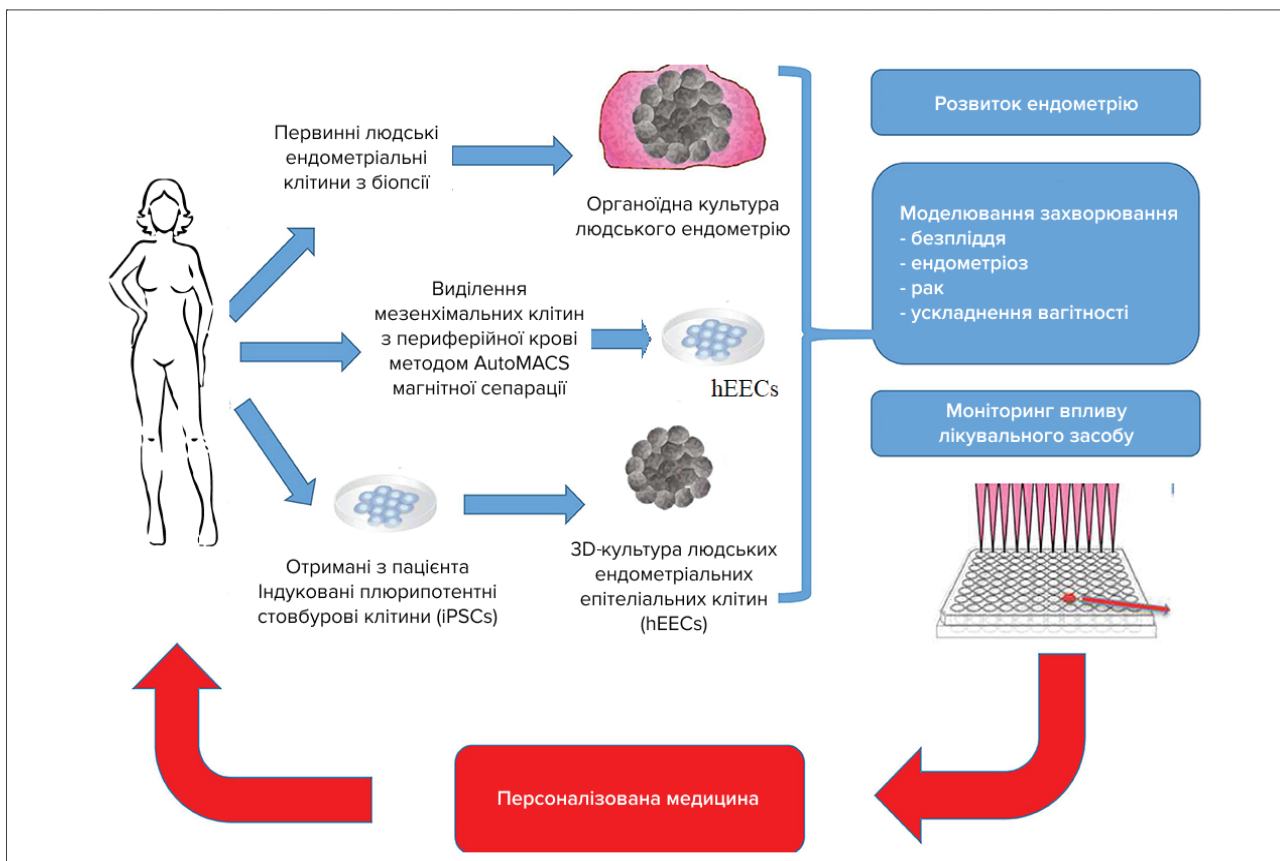 Первинні людські
ендометріальні
клітини з біопсії
Органоїдна культура
людського ендометрію
Виділення
мезенхімальних клітин
з периферійної крові
методом AutoMACS
магнітної сепарації
hEECs
Отримані з пацієнта
Індуковані плюрипотентні
стовбурові клітини (iPSCs)
3D-культура людських
ендометріальних
епітеліальних клітин
(hEECs)
Розвиток ендометрію
Моделювання захворювання
- безпліддя
- ендометріоз
- рак
- ускладнення вагітності
Моніторинг впливу
лікувального засобу
Персоналізована медицина